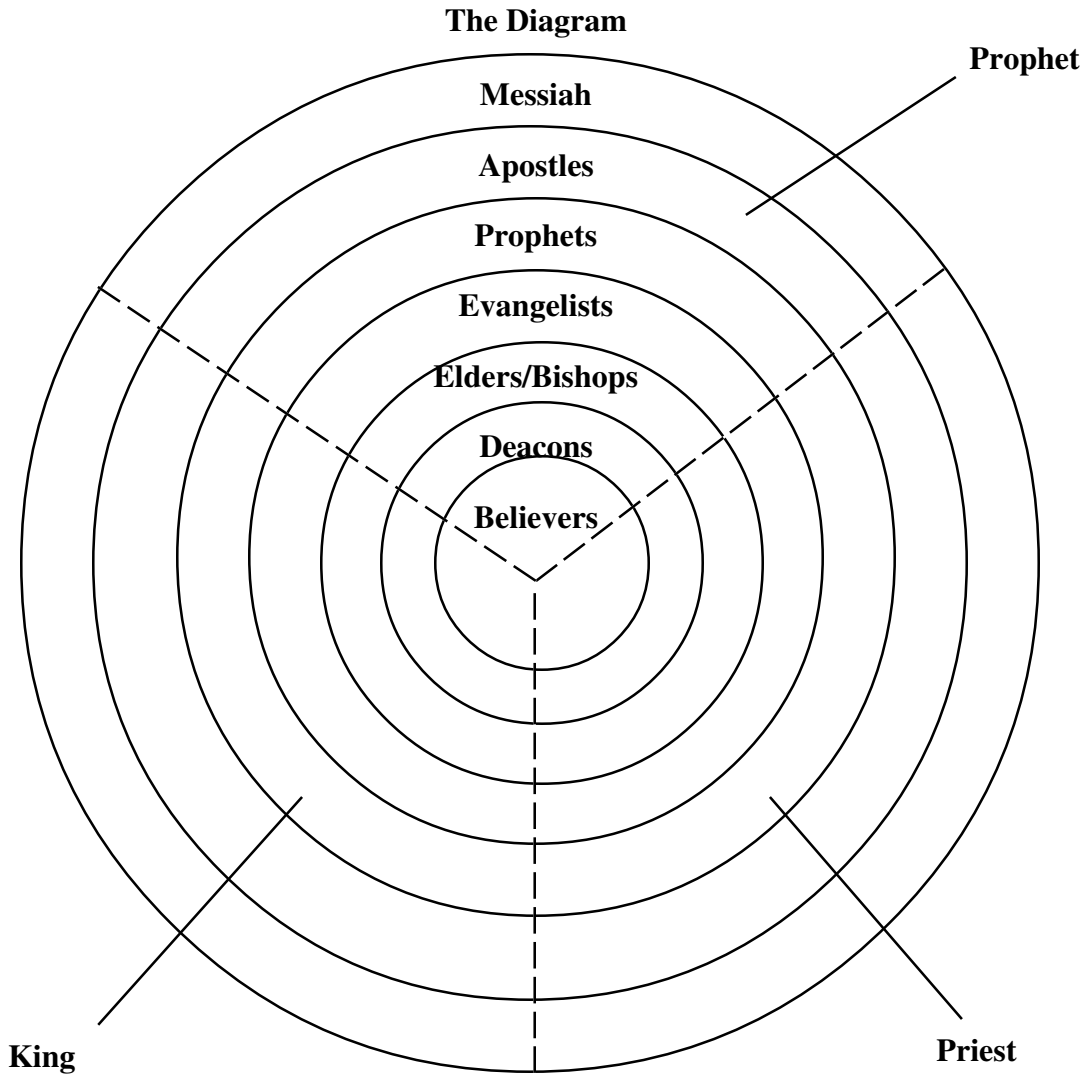 The Diagram
Prophet
Messiah
Apostles
Prophets
Evangelists
Elders/Bishops
Deacons
Believers
King
Priest